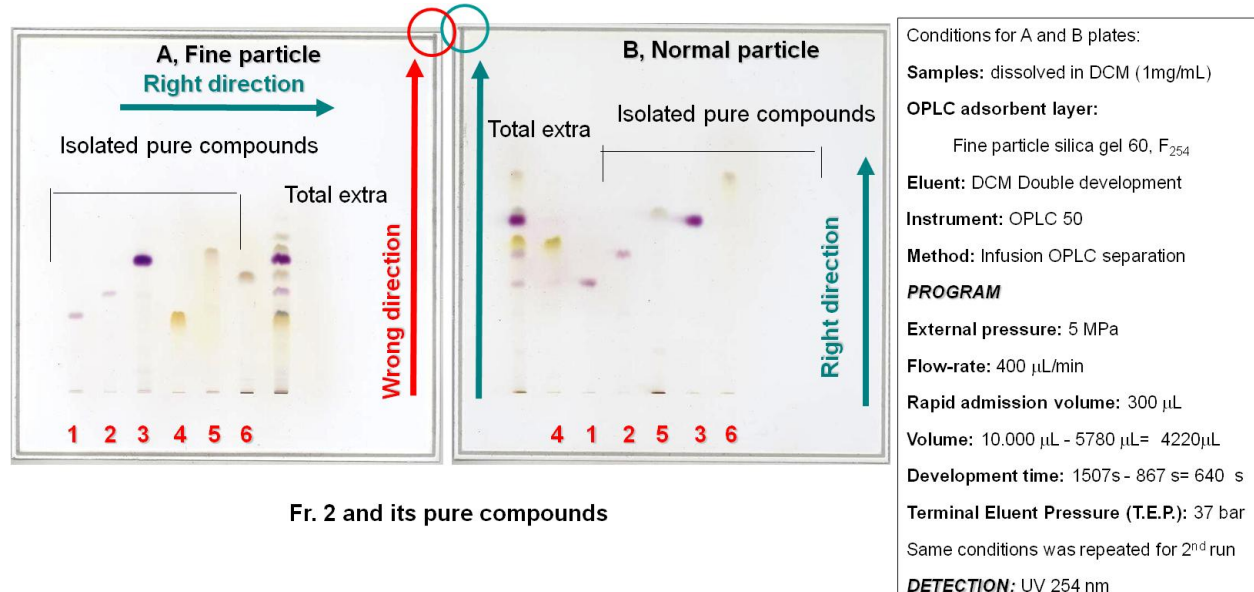 A, Fine particle
Right direction
Isolated pure compounds
Total extra
Wrong direction
1 2 3 4 5 6
B, Normal particle
Isolated pure compounds
Total extra
Right direction
4 1 2 5 3 6
Fr. 2 and its pure compounds
Conditions for A and B plates:
Samples: dissolved in DCM (1mg/mL)
OPLC adsorbent layer:
Fine particle silica gel 60, F254
Eluent: DCM Double development
Instrument: OPLC 50
Method: Infusion OPLC separation
PROGRAM
External pressure: 5 MPa
Flow-rate: 400 μL/min
Rapid admission volume: 300 μL
Volume: 10.000 μL - 5780 μL= 4220μL
Development time: 1507s - 867 s= 640 s
Terminal Eluent Pressure (T.E.P.): 37 bar
Same conditions was repeated for 2nd run
DETECTION: UV 254 nm